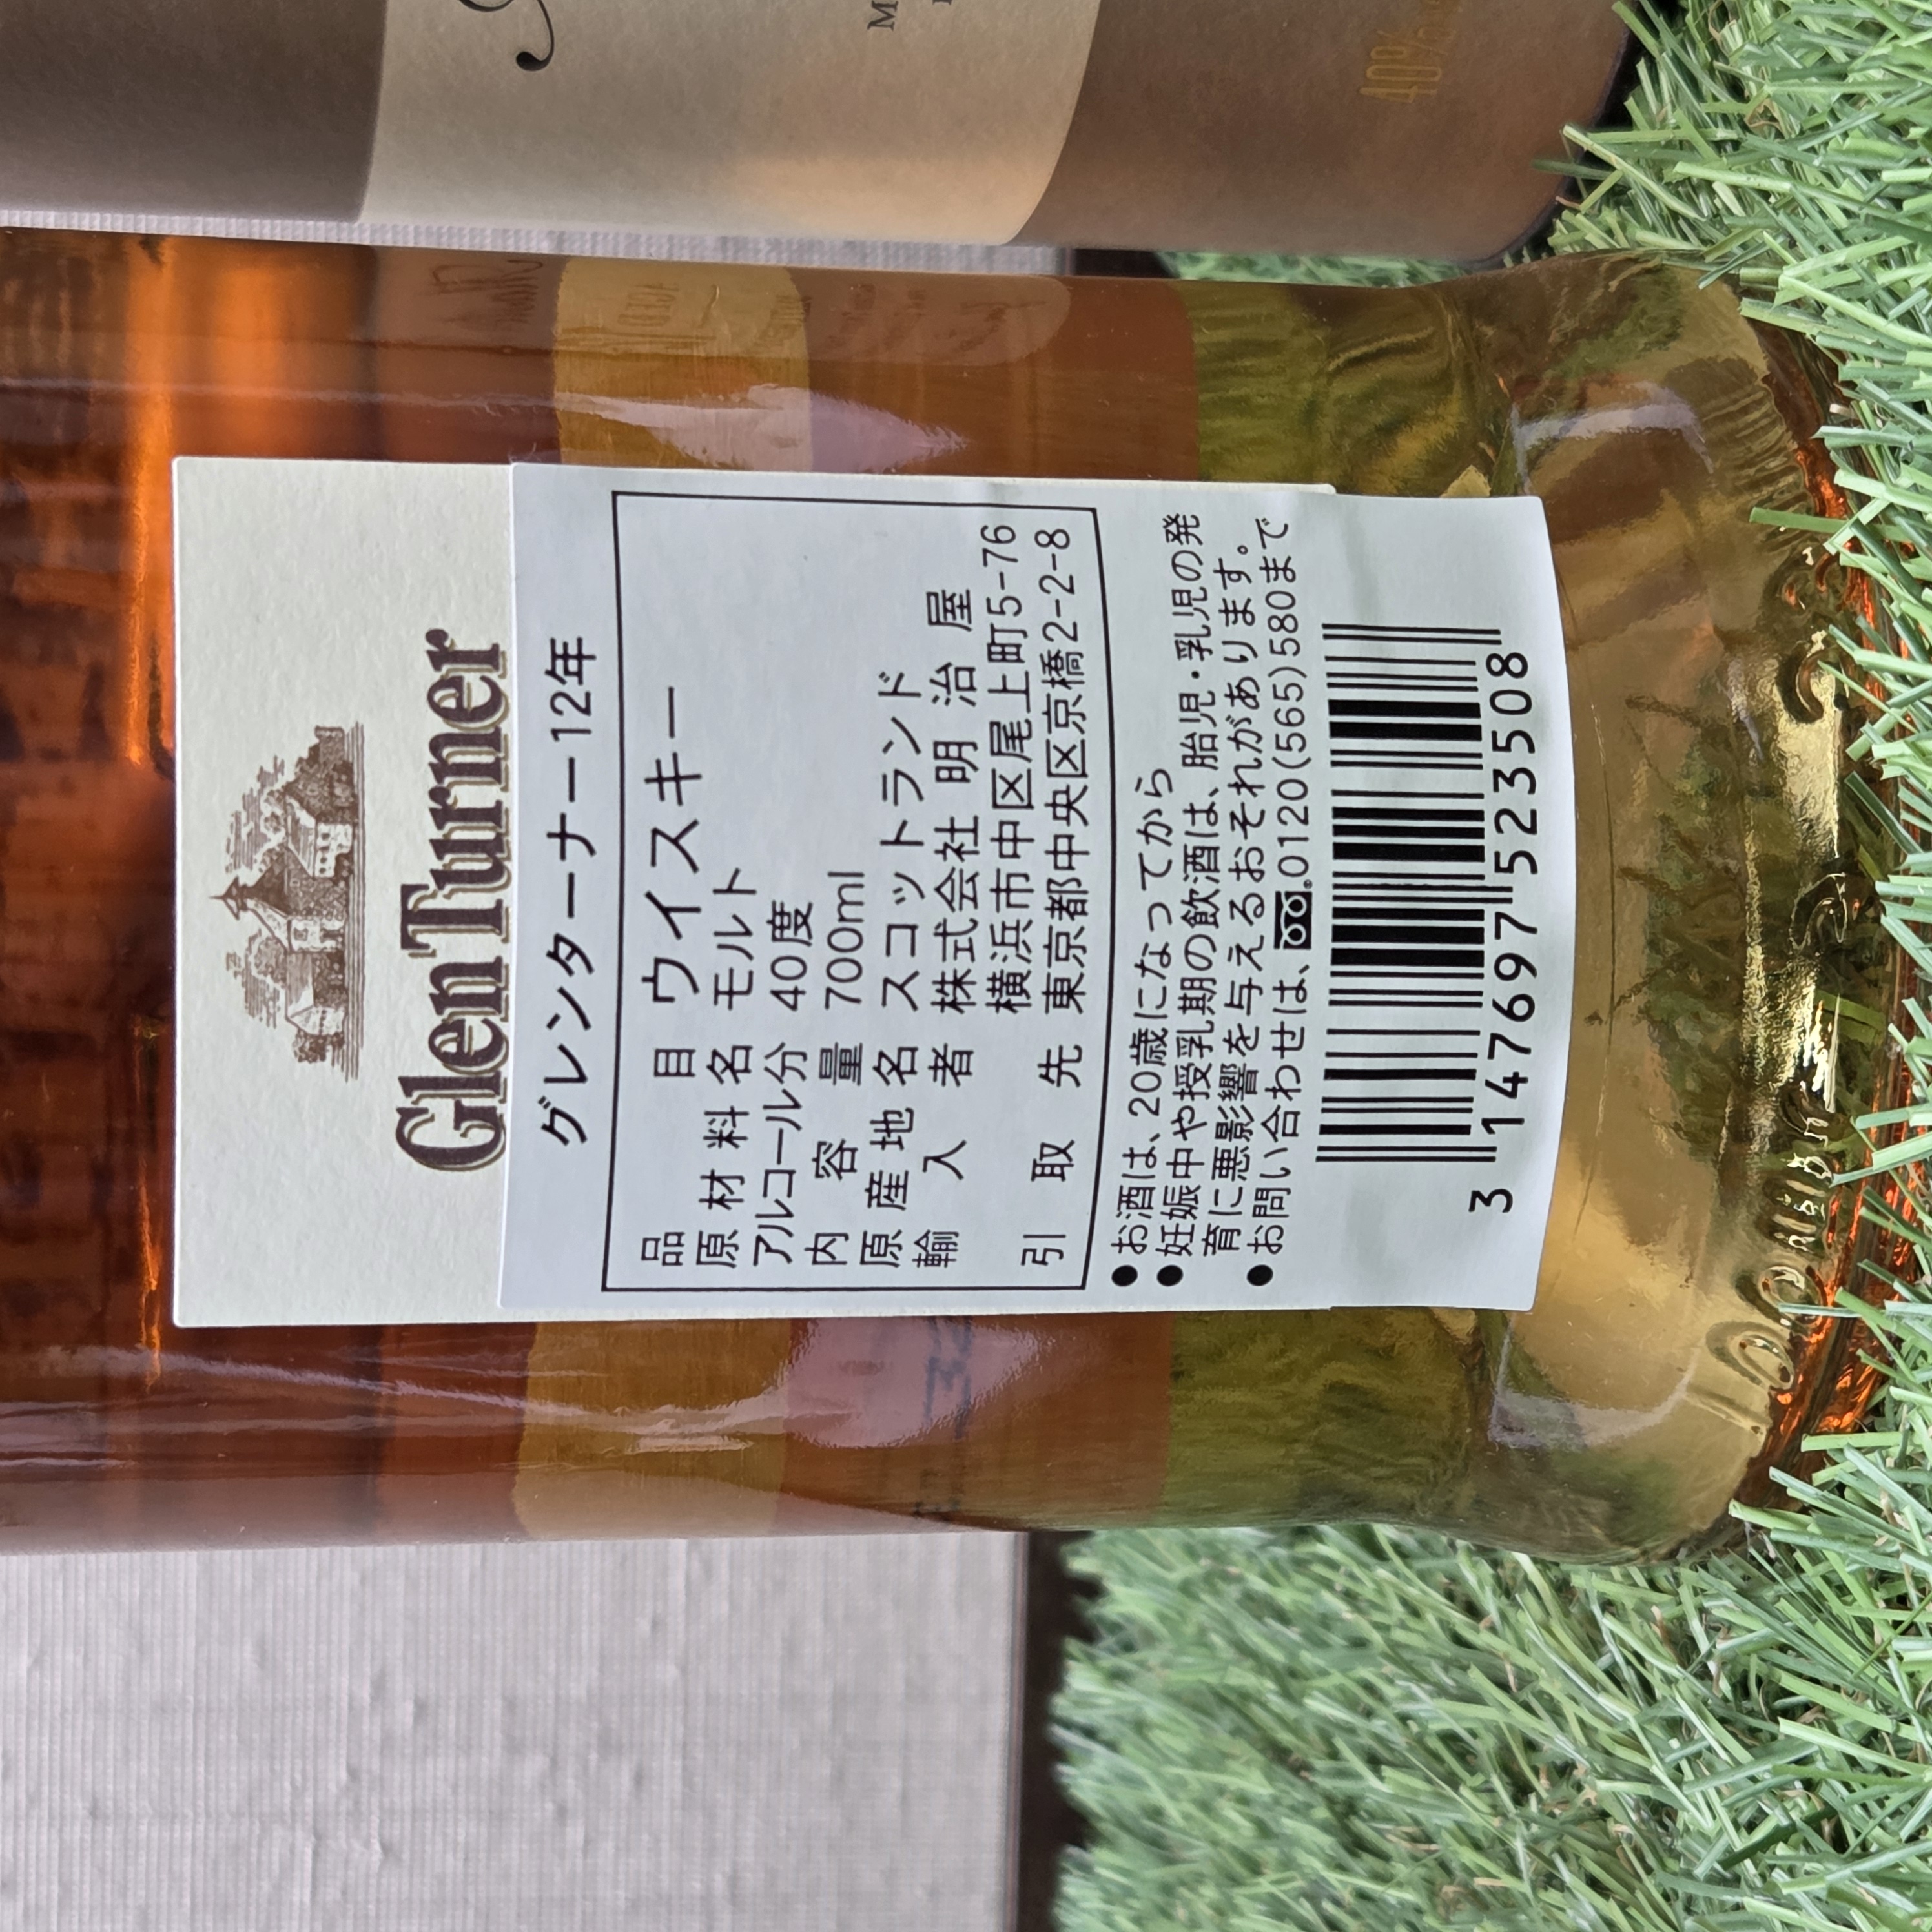 Glen Turner
グレンターナー12年
品目 ウイスキー
原材料名 モルト
アルコール分 40度
内容量 700ml
原産地名 スコットランド
輸入者 株式会社 明治屋
横浜市中区尾上町5-76
引取先 東京都中央区京橋2-2-8
●お酒は、20歳になってから
●妊娠中や授乳期の飲酒は、胎児・乳児の発
育に悪影響を与えるおそれがあります。
●お問い合わせは、0120(565)580まで
3 147697 523508
40%